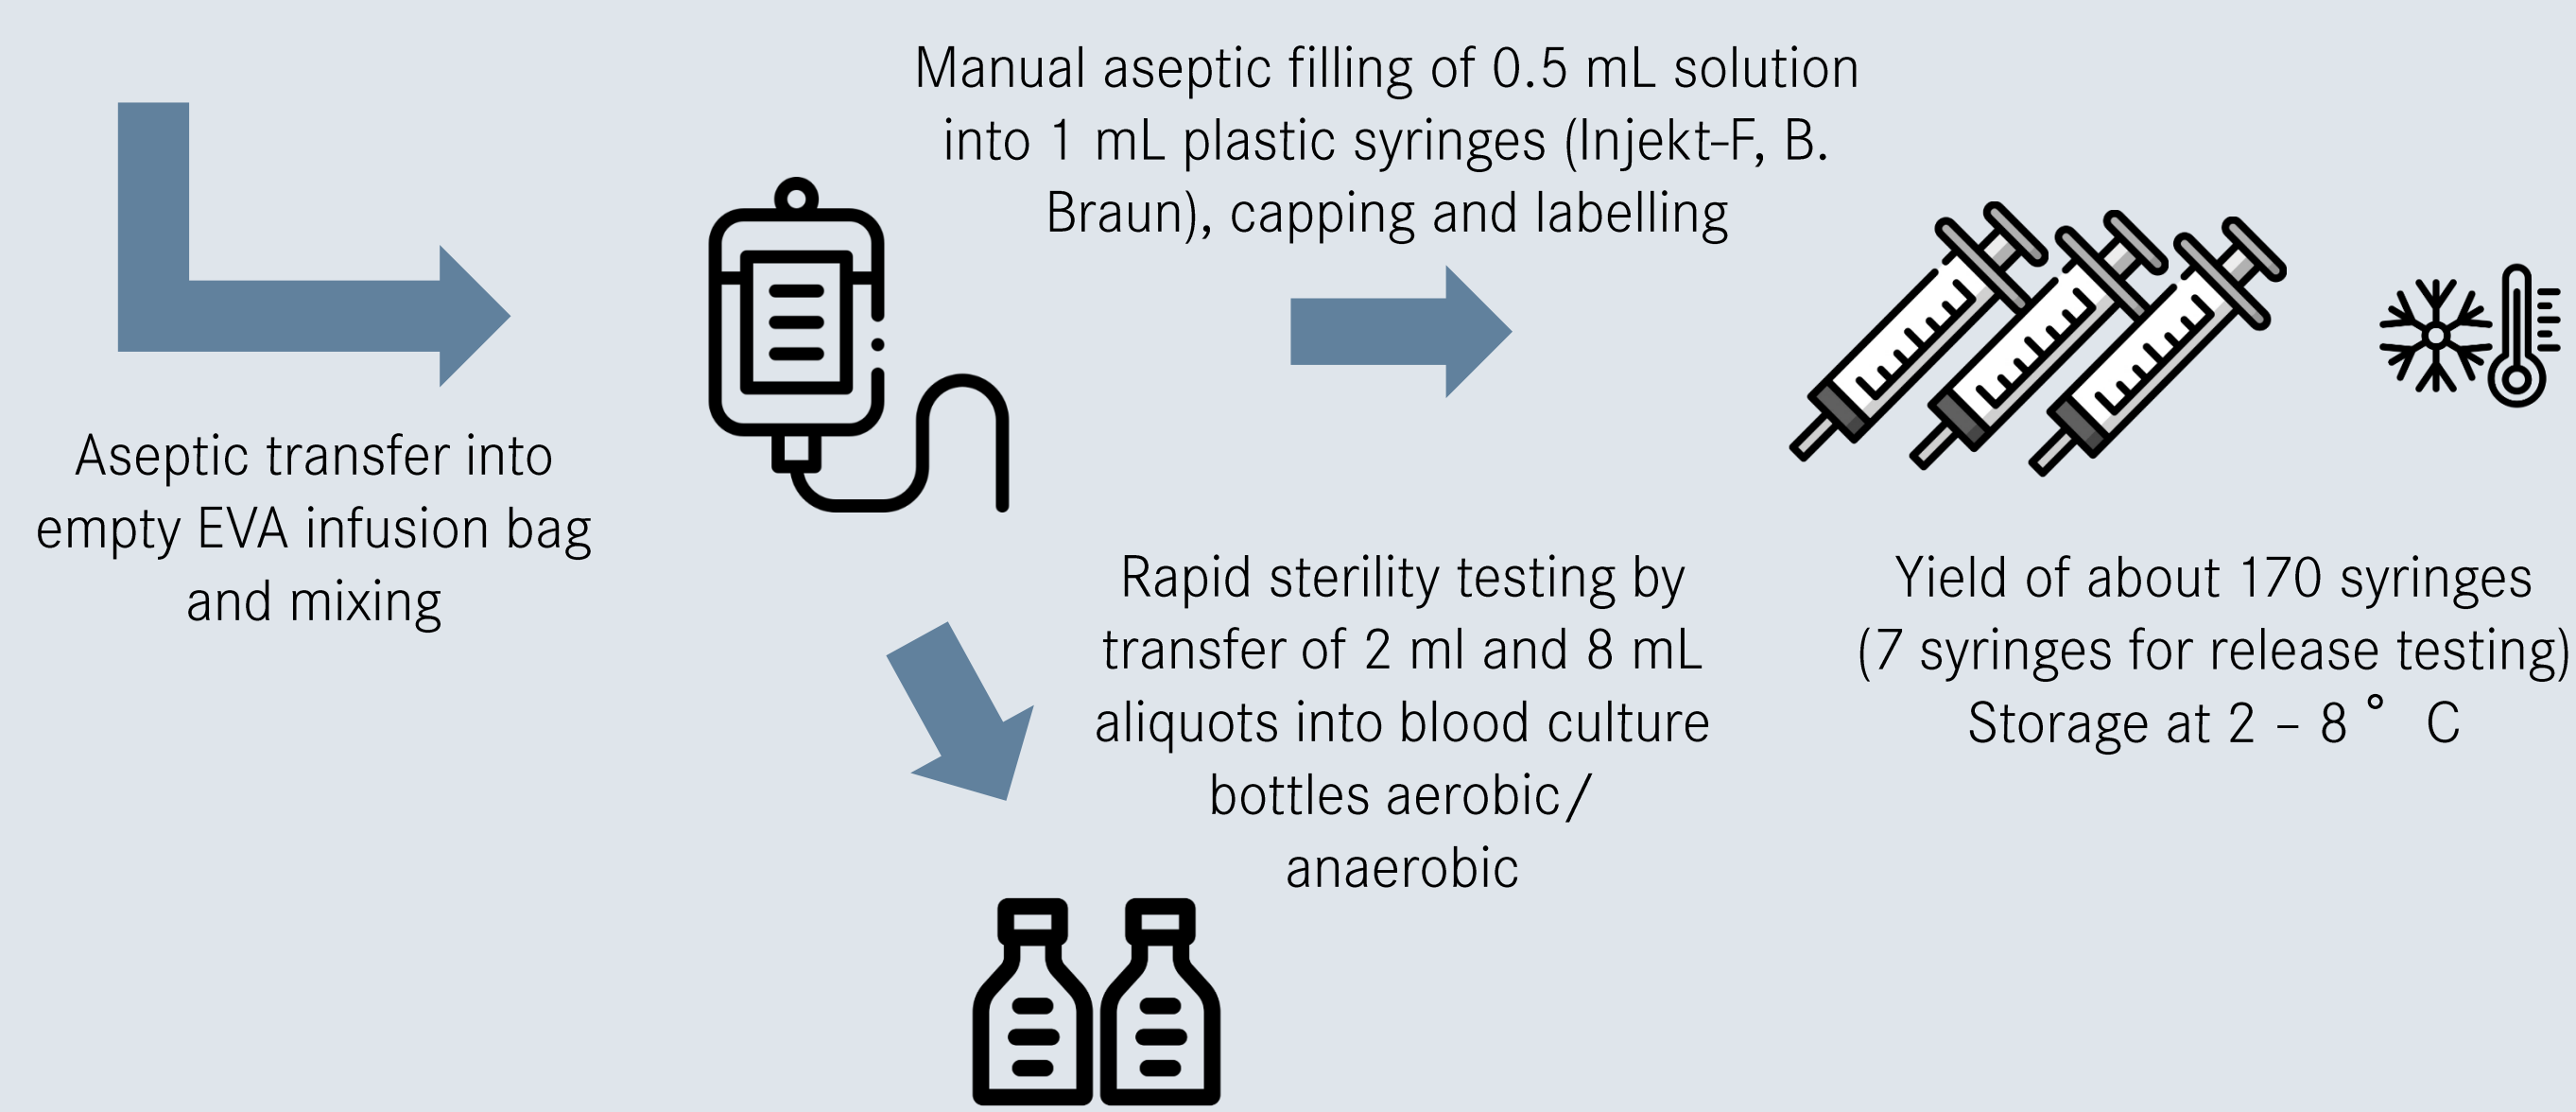 Manual aseptic filling of 0.5 mL solution
into 1 mL plastic syringes (Injekt-F, B.
Braun), capping and labelling
Aseptic transfer into
empty EVA infusion bag
and mixing
Rapid sterility testing by
transfer of 2 ml and 8 mL
aliquots into blood culture
bottles aerobic/
anaerobic
Yield of about 170 syringes
(7 syringes for release testing)
Storage at 2 – 8 ° C